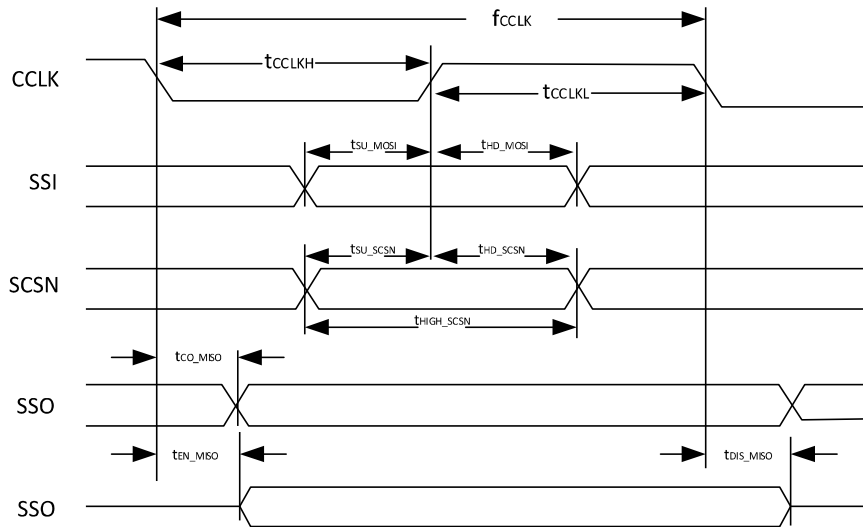 fCCLK
CCLK
tCCLKH
tCCLKL
tSU_MOSI
tHD_MOSI
SSI
tSU_SCSN
tHD_SCSN
SCSN
tHIGH_SCSN
tCO_MISO
SSO
tEN_MISO
tDIS_MISO
SSO